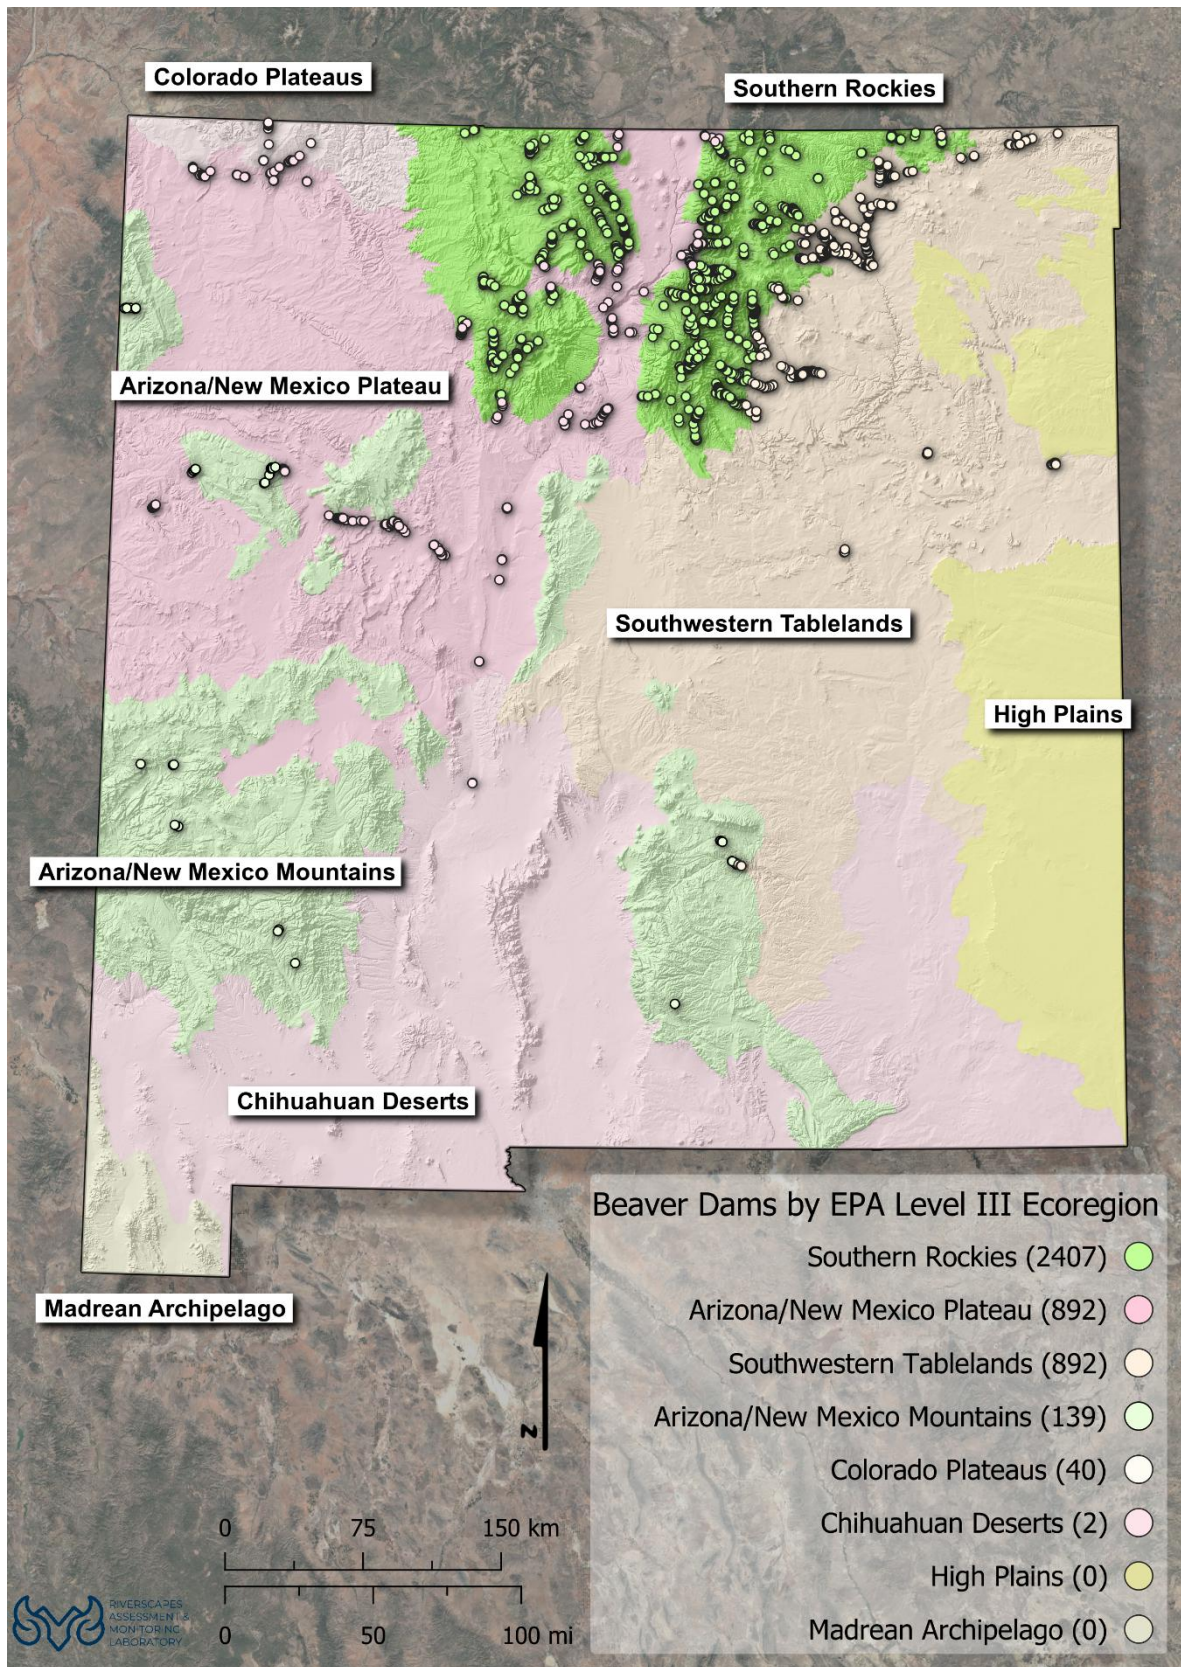 Colorado Plateaus
Southern Rockies
Arizona/New Mexico Plateau
Southwestern Tablelands
High Plains
Arizona/New Mexico Mountains
Chihuahuan Deserts
Madrean Archipelago
Beaver Dams by EPA Level III Ecoregion
Southern Rockies (2407)
Arizona/New Mexico Plateau (892)
Southwestern Tablelands (892)
Arizona/New Mexico Mountains (139)
Colorado Plateaus (40)
Chihuahuan Deserts (2)
High Plains (0)
Madrean Archipelago (0)
N
0 75 150 km
0 50 100 mi
RIVERSCAPES
ASSESSMENT &
MONITORING
LABORATORY